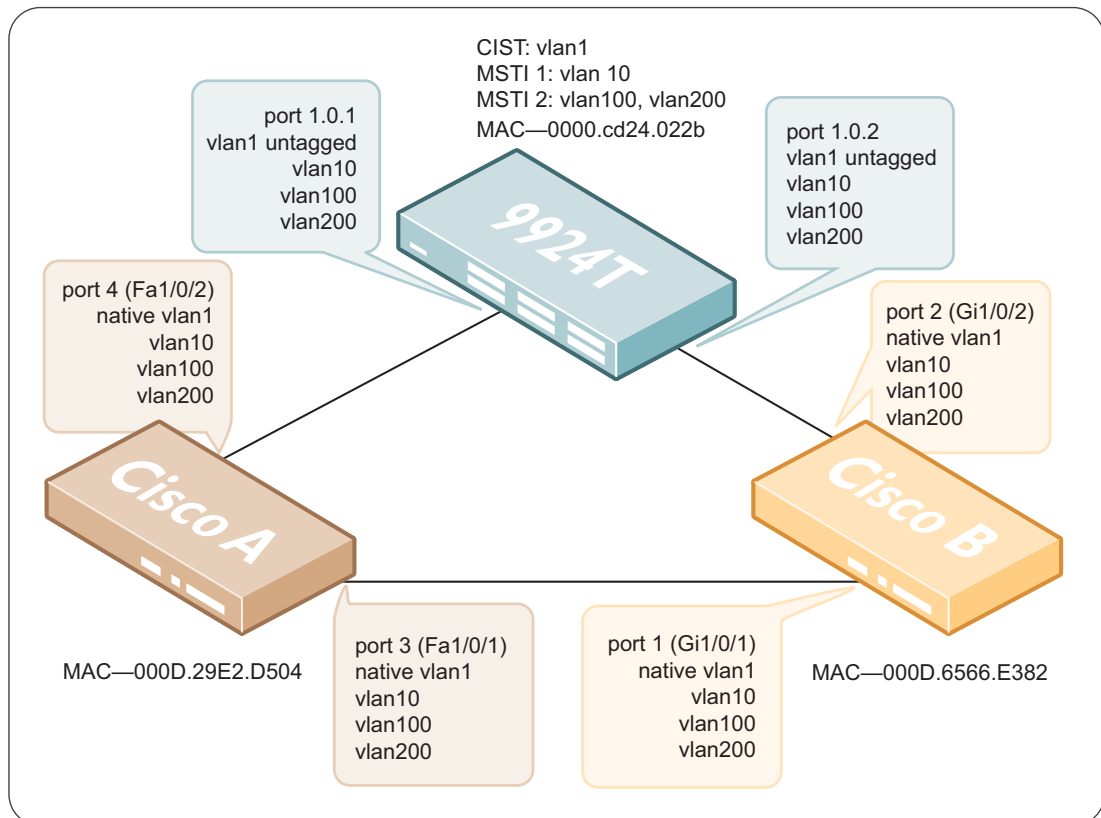 CIST: vlan1
MSTI 1: vlan 10
MSTI 2: vlan100, vlan200
MAC—0000.cd24.022b
port 1.0.1
vlan1 untagged
vlan10
vlan100
vlan200
port 1.0.2
vlan1 untagged
vlan10
vlan100
vlan200
9924T
port 4 (Fa1/0/2)
native vlan1
vlan10
vlan100
vlan200
port 2 (Gi1/0/2)
native vlan1
vlan10
vlan100
vlan200
Cisco A
Cisco B
MAC—000D.29E2.D504
port 3 (Fa1/0/1)
native vlan1
vlan10
vlan100
vlan200
port 1 (Gi1/0/1)
native vlan1
vlan10
vlan100
vlan200
MAC—000D.6566.E382